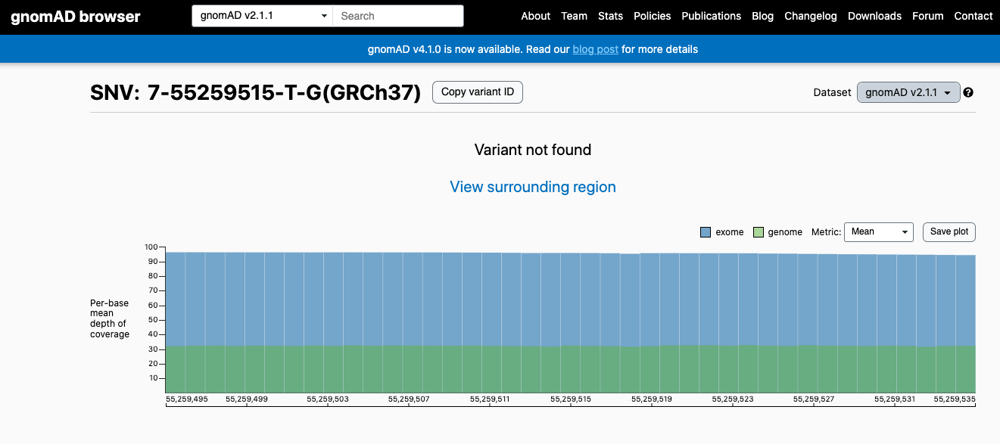 gnomAD browser gnomAD v2.1.1 Search About Team Stats Policies Publications Blog Changelog Downloads Forum Contact
gnomAD v4.1.0 is now available. Read our blog post for more details
SNV: 7-55259515-T-G(GRCh37) Copy variant ID Dataset gnomAD v2.1.1 ?
Variant not found
View surrounding region
exome genome Metric: Mean Save plot
100
90
80
70
60
50
40
30
20
10
Per-base
mean
depth of
coverage
55,259,495 55,259,499 55,259,503 55,259,507 55,259,511 55,259,515 55,259,519 55,259,523 55,259,527 55,259,531 55,259,535